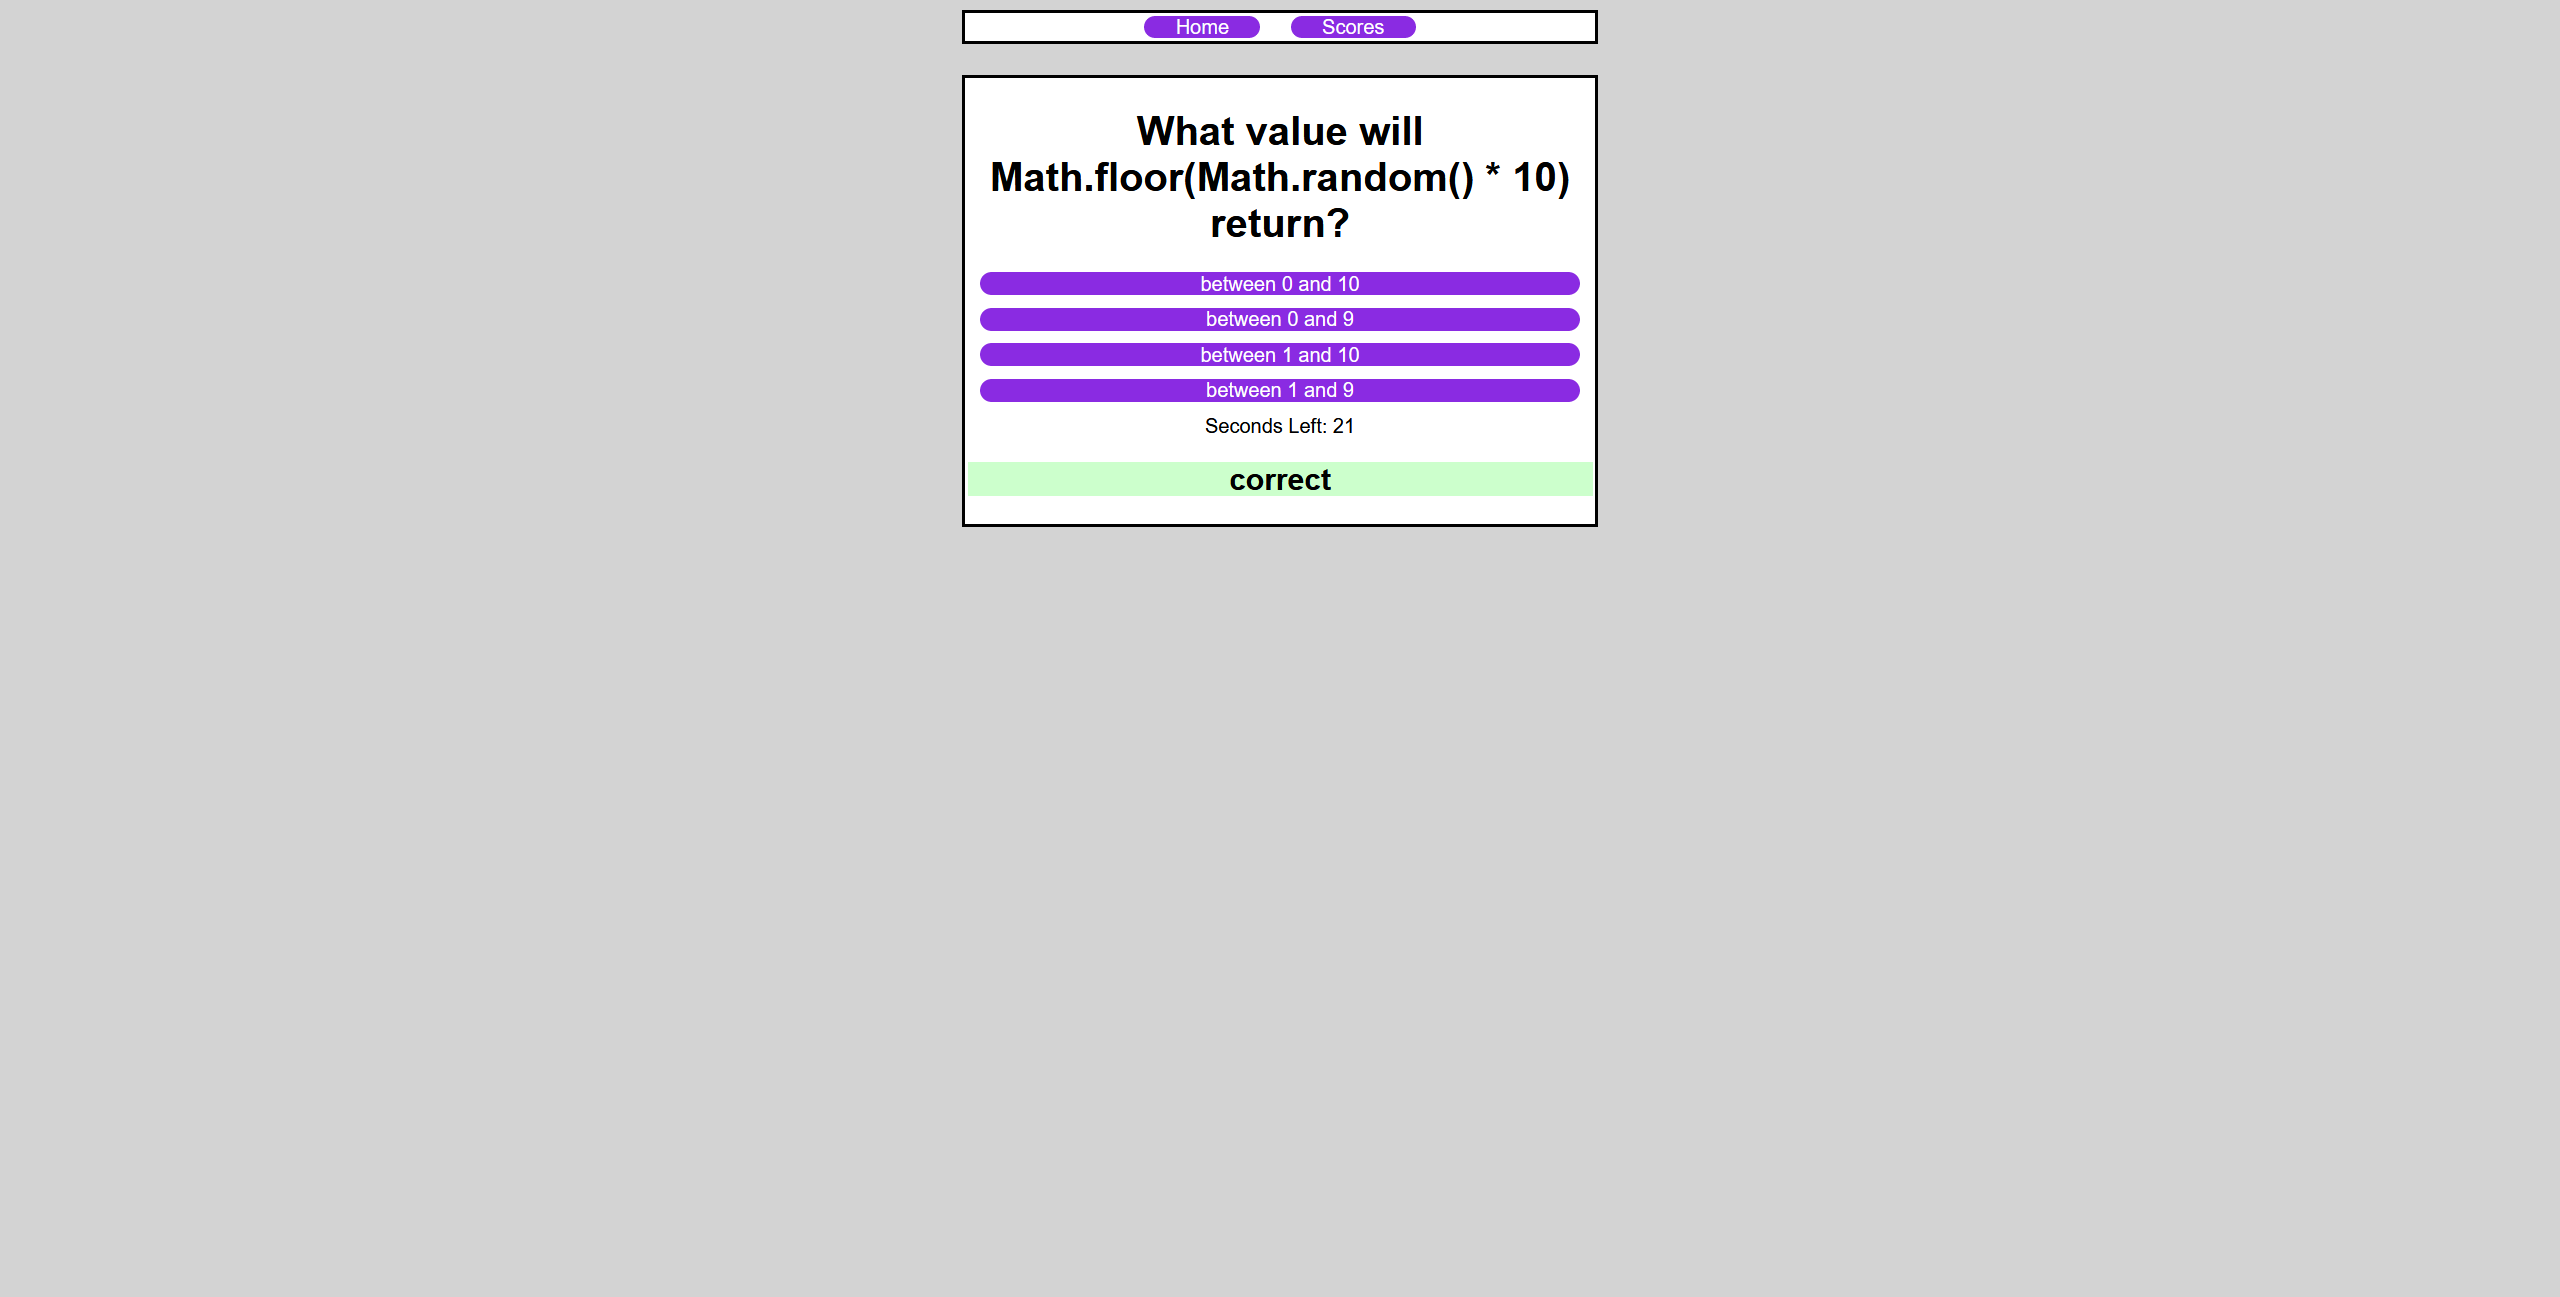 Home Scores
What value will
Math.floor(Math.random() * 10)
return?
between 0 and 10
between 0 and 9
between 1 and 10
between 1 and 9
Seconds Left: 21
correct